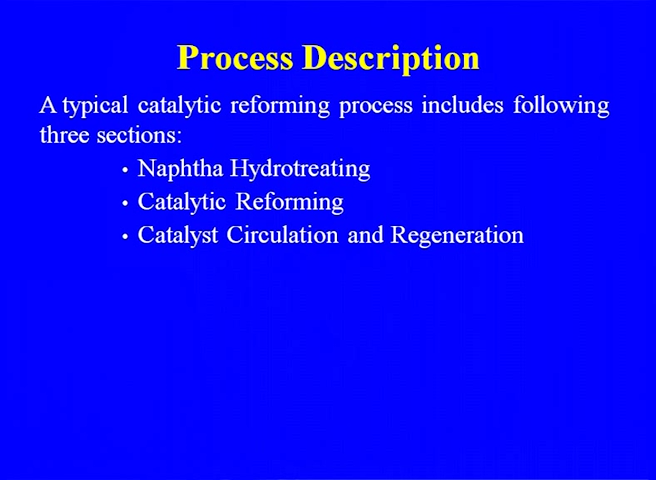 Process Description
A typical catalytic reforming process includes following
three sections:
• Naphtha Hydrotreating
• Catalytic Reforming
• Catalyst Circulation and Regeneration